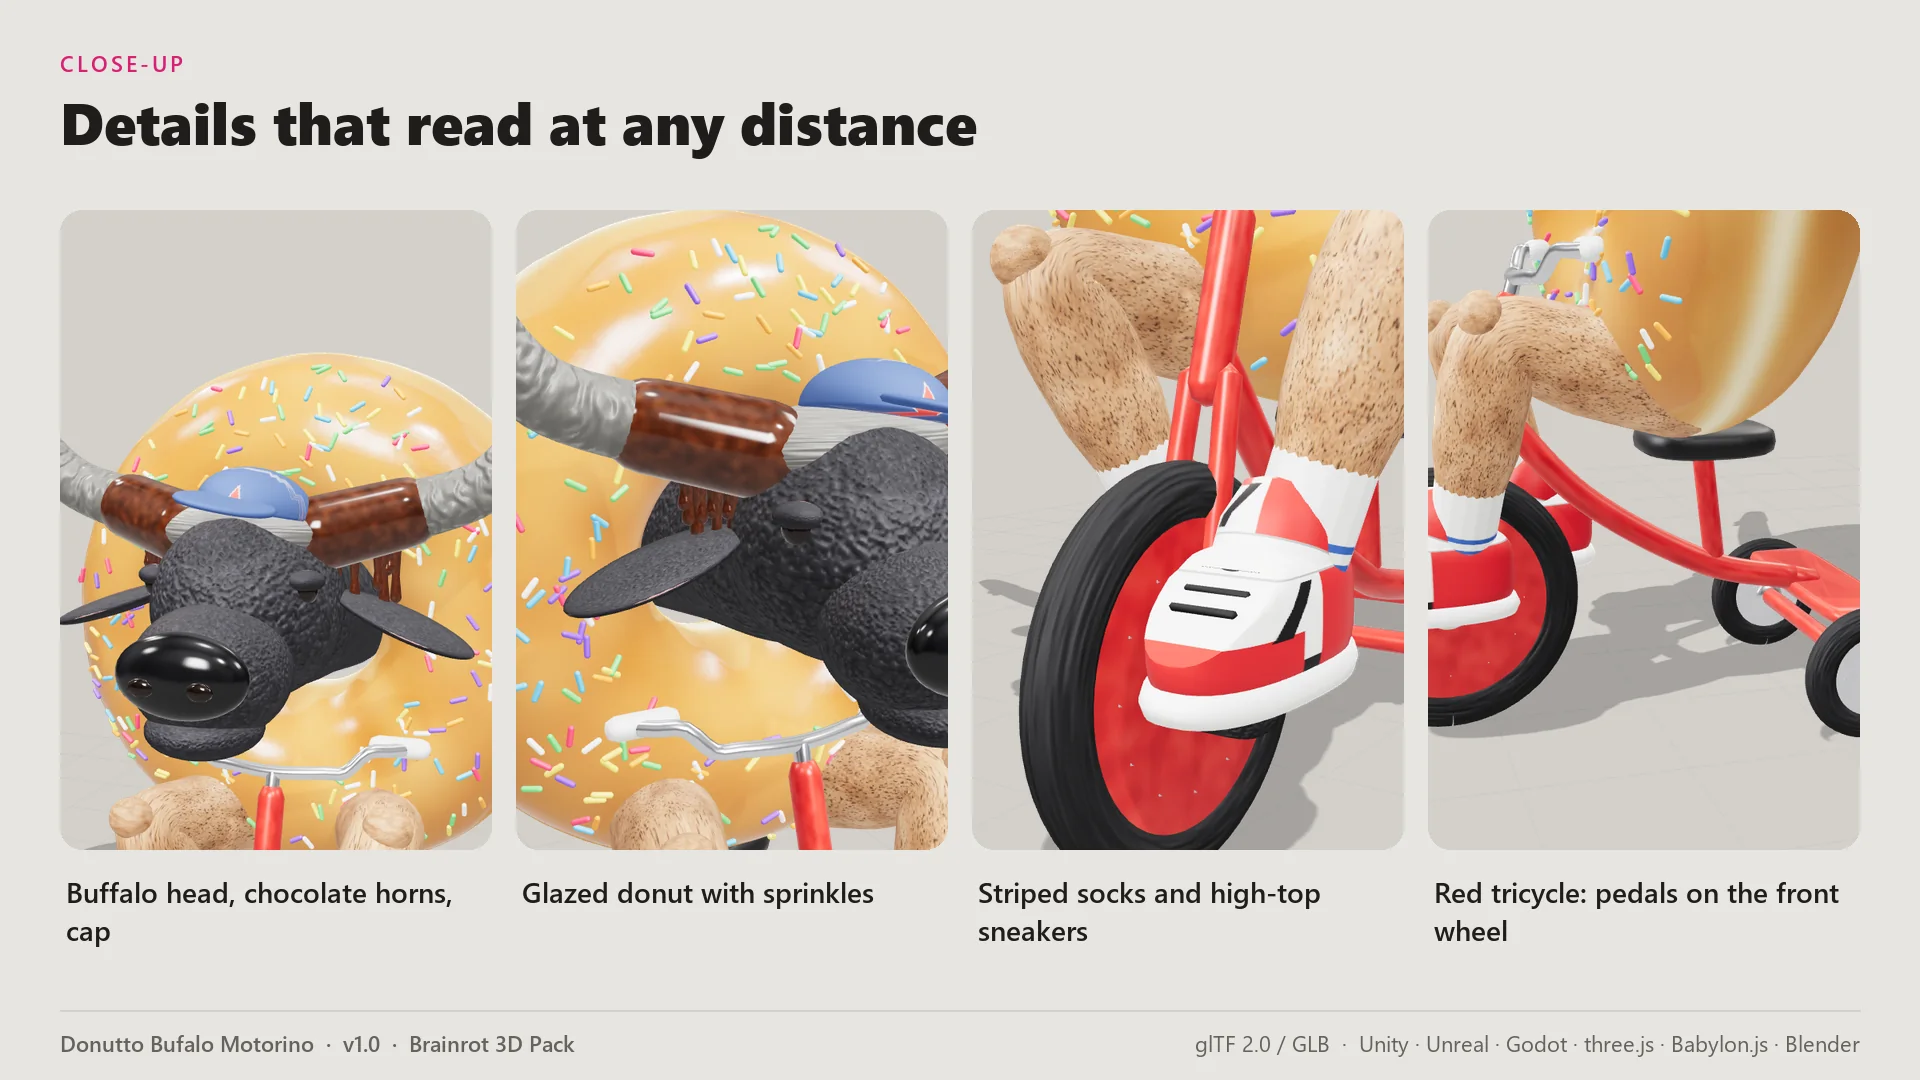 CLOSE-UP
Details that read at any distance
Buffalo head, chocolate horns,
cap
Glazed donut with sprinkles
Striped socks and high-top
sneakers
Red tricycle: pedals on the front
wheel
Donutto Bufalo Motorino · v1.0 · Brainrot 3D Pack
glTF 2.0 / GLB · Unity · Unreal · Godot · three.js · Babylon.js · Blender